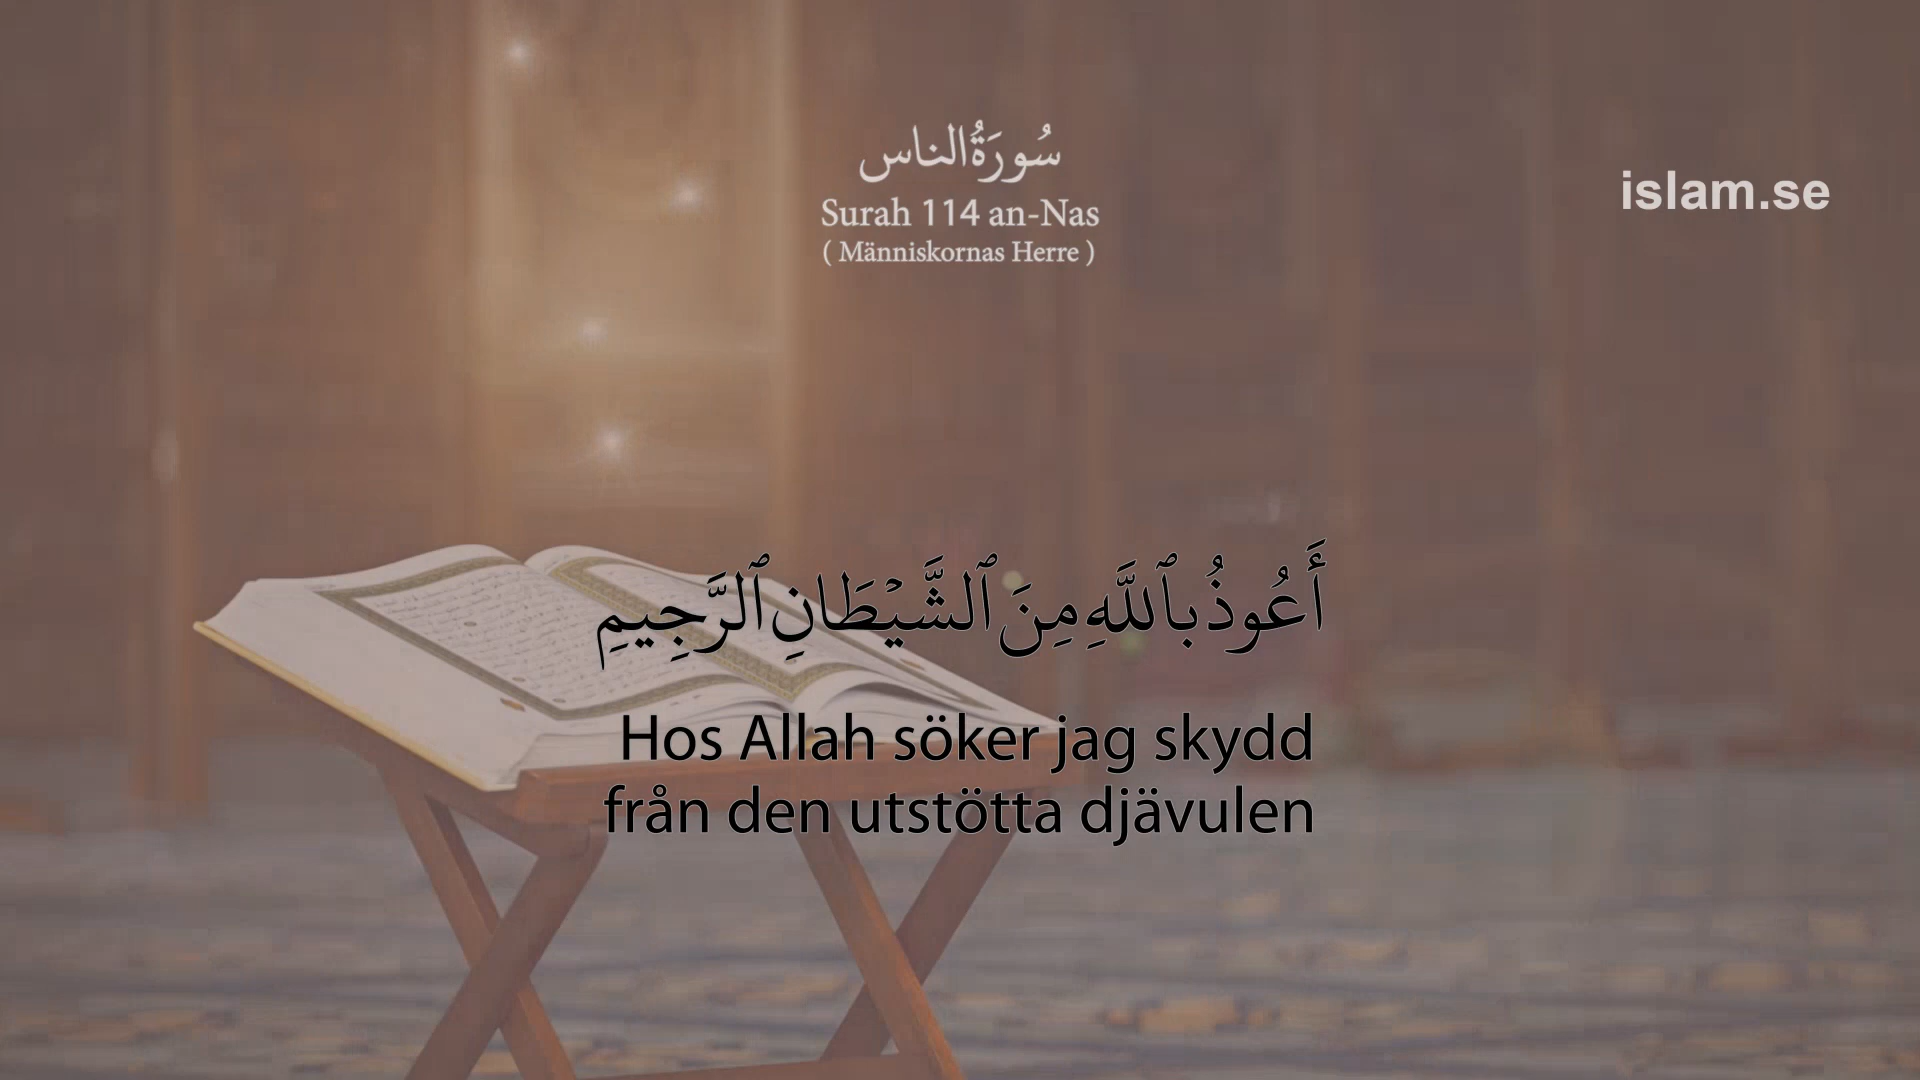 سُورَةُ الناس
Surah 114 an-Nas
( Människornas Herre )
islam.se
أَعُوذُ بِٱللَّهِ مِنَ ٱلشَّيْطَانِ ٱلرَّجِيمِ
Hos Allah söker jag skydd
från den utstötta djävulen